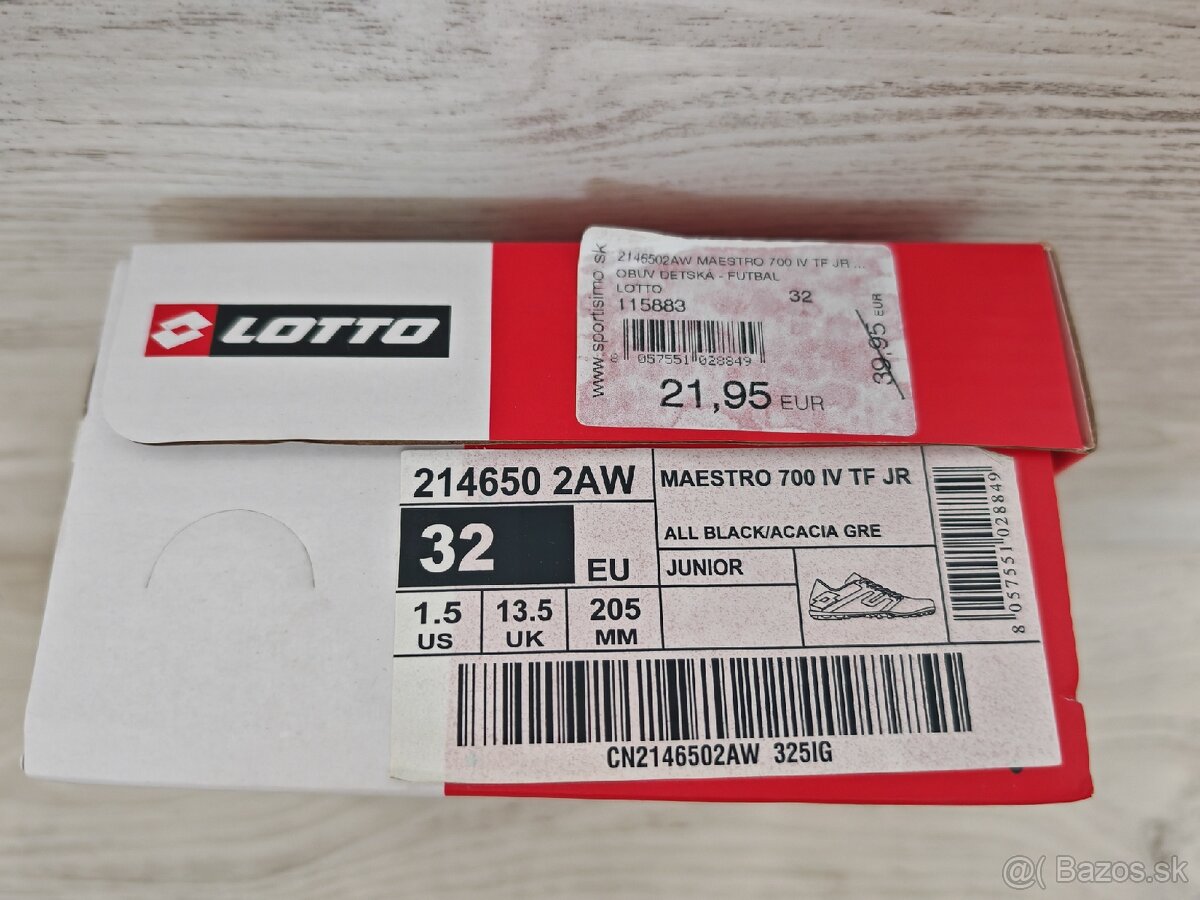 LOTTO
www.sportisimo.sk
2146502AW MAESTRO 700 IV TF JR...
OBUV DETSKÁ - FUTBAL
LOTTO
115883
32
8 057551 028849
21,95 EUR
39,95 EUR
214650 2AW
MAESTRO 700 IV TF JR
32 EU
ALL BLACK/ACACIA GRE
JUNIOR
1.5 US
13.5 UK
205 MM
8 057551 028849
CN2146502AW 325IG
@( Bazos.sk